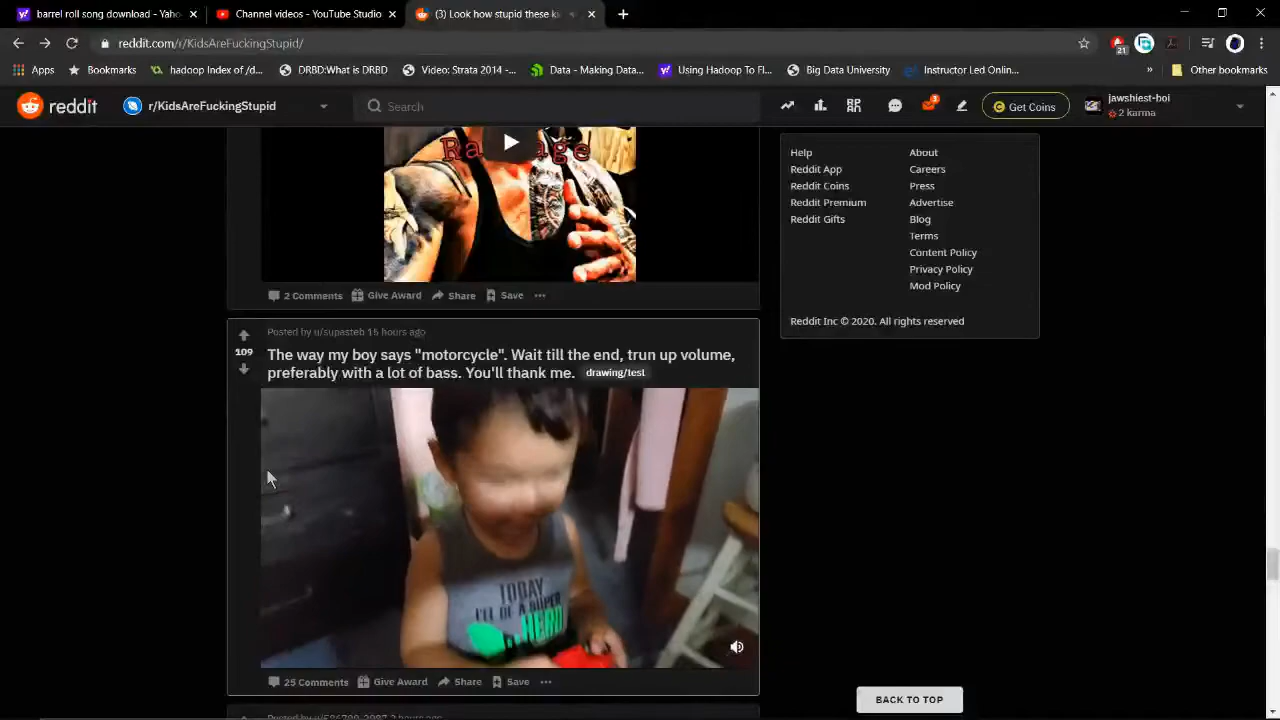 barrel roll song download - Yaho
Channel videos - YouTube Studio
(3) Look how stupid these k
reddit.com/r/KidsAreFuckingStupid/
21
Apps
Bookmarks
hadoop Index of /d...
DRBD:What is DRBD
Video: Strata 2014 -...
Data - Making Data...
Using Hadoop To Fl...
Big Data University
Instructor Led Onlin...
»
Other bookmarks
reddit
r/KidsAreFuckingStupid
Search
3
Get Coins
jawshiest-boi
2 karma
Help
About
Reddit App
Careers
Reddit Coins
Press
Reddit Premium
Advertise
Reddit Gifts
Blog
Terms
Content Policy
Privacy Policy
Mod Policy
Reddit Inc © 2020. All rights reserved
2 Comments
Give Award
Share
Save
Posted by u/supasteb 15 hours ago
109
The way my boy says "motorcycle". Wait till the end, trun up volume,
preferably with a lot of bass. You'll thank me. drawing/test
TODAY
I'LL BE A SUPER
HERO
25 Comments
Give Award
Share
Save
BACK TO TOP